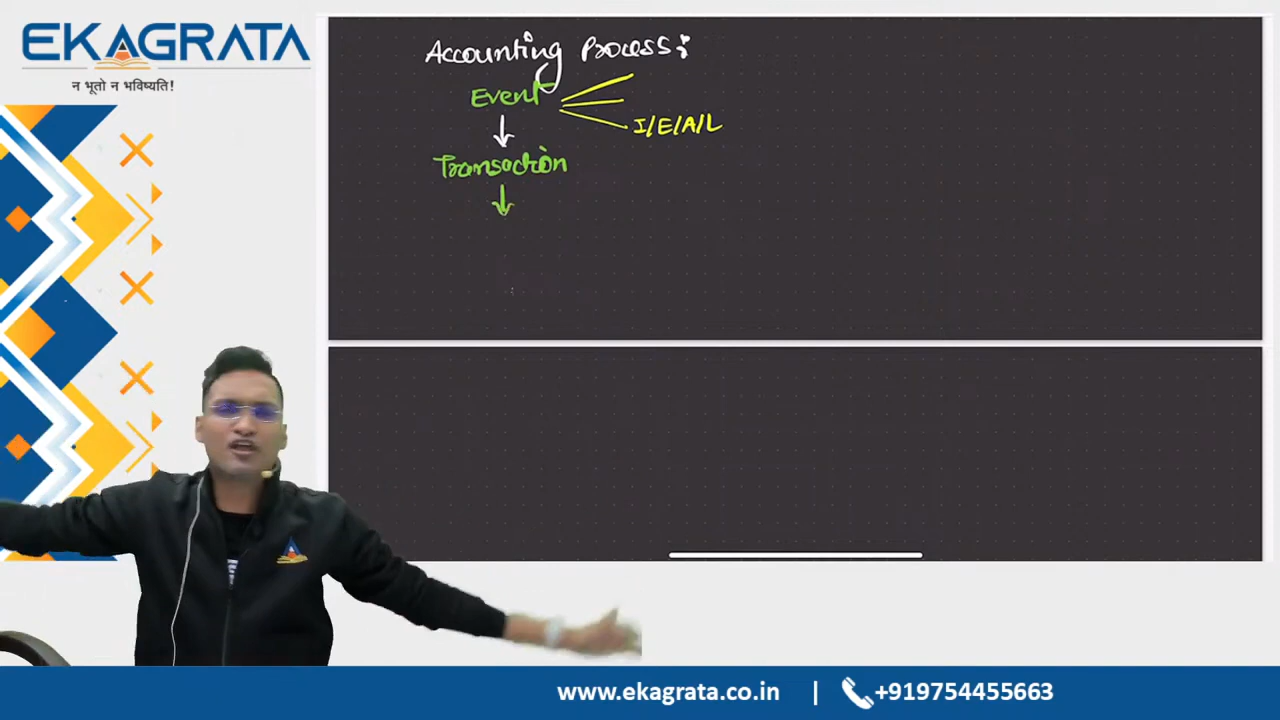 EKAGRATA
न भूतो न भविष्यति!
Accounting Process:
Event
I/E/A/L
Transaction
www.ekagrata.co.in | +919754455663